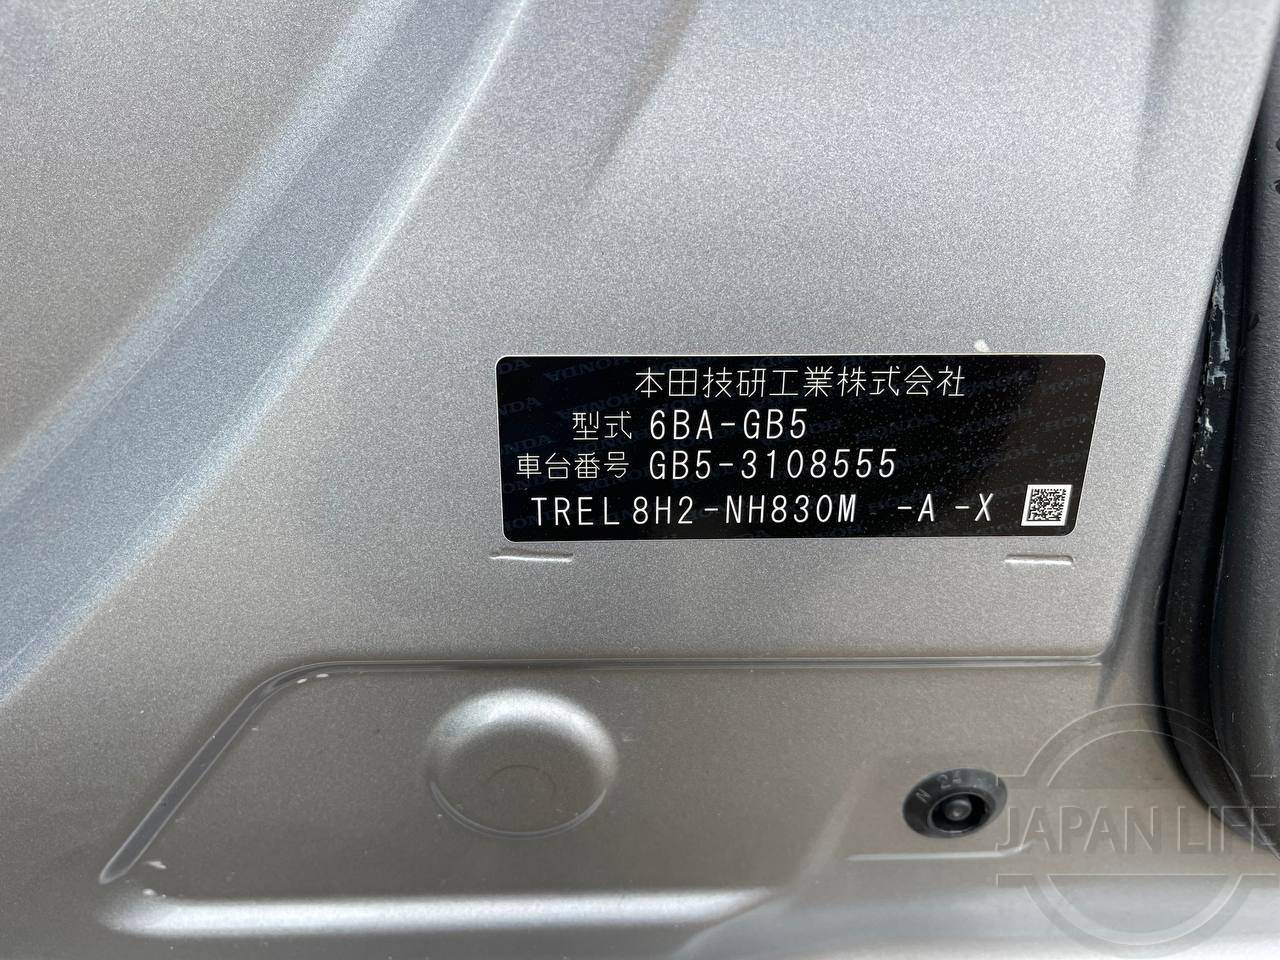 本田技研工業株式会社
型式 6BA-GB5
車台番号 GB5-3108555
TREL 8H2-NH830M -A -X
N 24
JAPAN LIFE